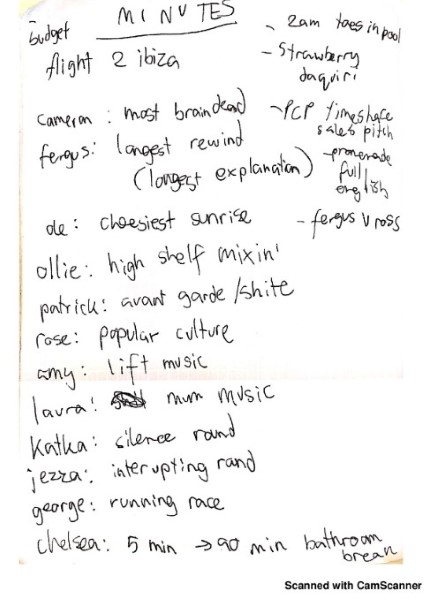 MINUTES
budget
flight 2 ibiza
- 2am toes in pool
- Strawberry
daquiri
- PCP timeshare
sales pitch
- promenade
full
english
- fergus v ross
cameron : most braindead
fergus: longest rewind
(longest explanation)
ole: cheesiest sunrise
ollie: high shelf mixin'
patrick: avant garde/shite
rose: popular culture
amy: lift music
laura: mum music
Katka: silence round
jezza: interupting rand
george: running race
chelsea: 5 min → 90 min bathroom
break
Scanned with CamScanner